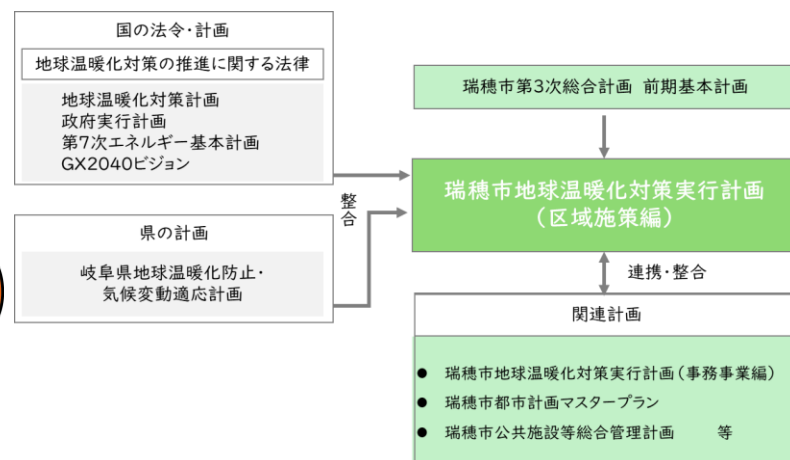 国の法令・計画
地球温暖化対策の推進に関する法律
地球温暖化対策計画
政府実行計画
第7次エネルギー基本計画
GX2040ビジョン
県の計画
岐阜県地球温暖化防止・
気候変動適応計画
整合
瑞穂市第3次総合計画 前期基本計画
瑞穂市地球温暖化対策実行計画
（区域施策編）
連携・整合
関連計画
● 瑞穂市地球温暖化対策実行計画（事務事業編）
● 瑞穂市都市計画マスタープラン
● 瑞穂市公共施設等総合管理計画 等